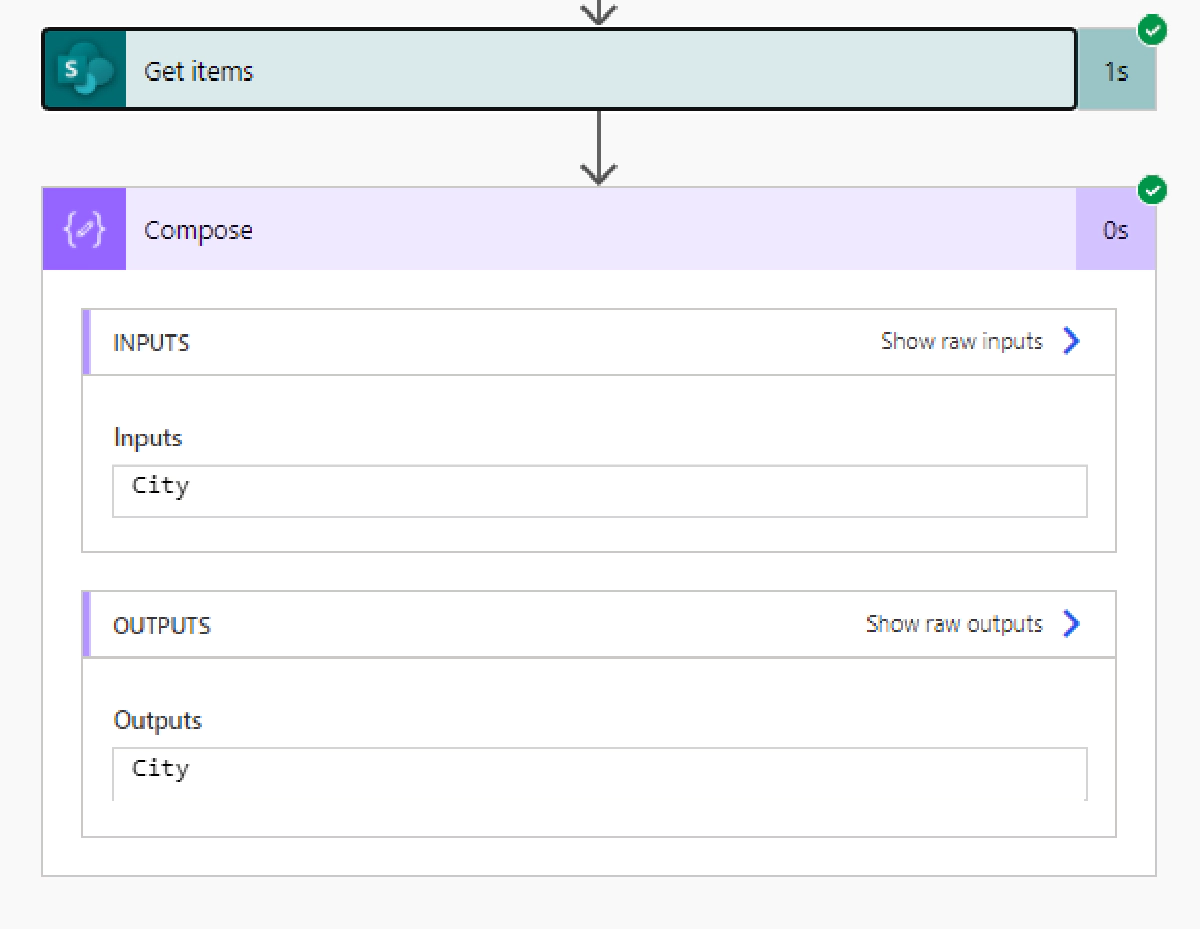 S
Get items
1s
Compose
0s
INPUTS
Show raw inputs
Inputs
City
OUTPUTS
Show raw outputs
Outputs
City